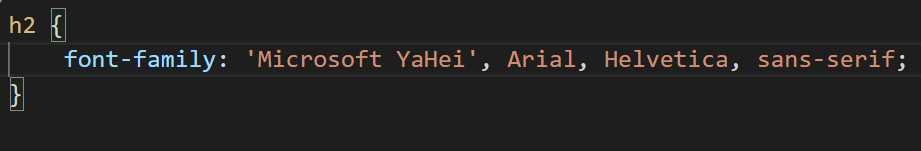 h2 {
    font-family: 'Microsoft YaHei', Arial, Helvetica, sans-serif;
}